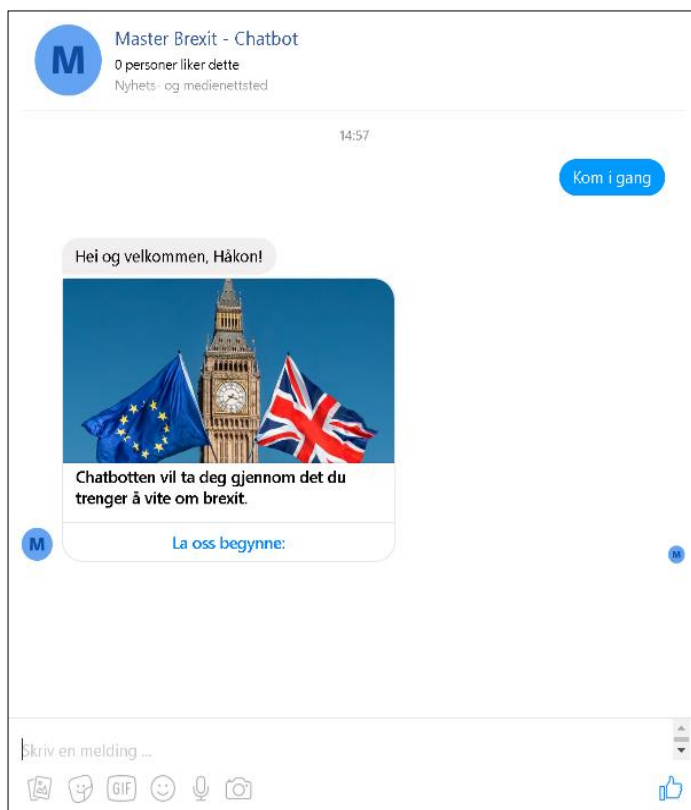 M
Master Brexit - Chatbot
0 personer liker dette
Nyhets- og medienettsted
14:57
Kom i gang
Hei og velkommen, Håkon!
Chatbotten vil ta deg gjennom det du
trenger å vite om brexit.
M
La oss begynne:
M
Skriv en melding ...
GIF